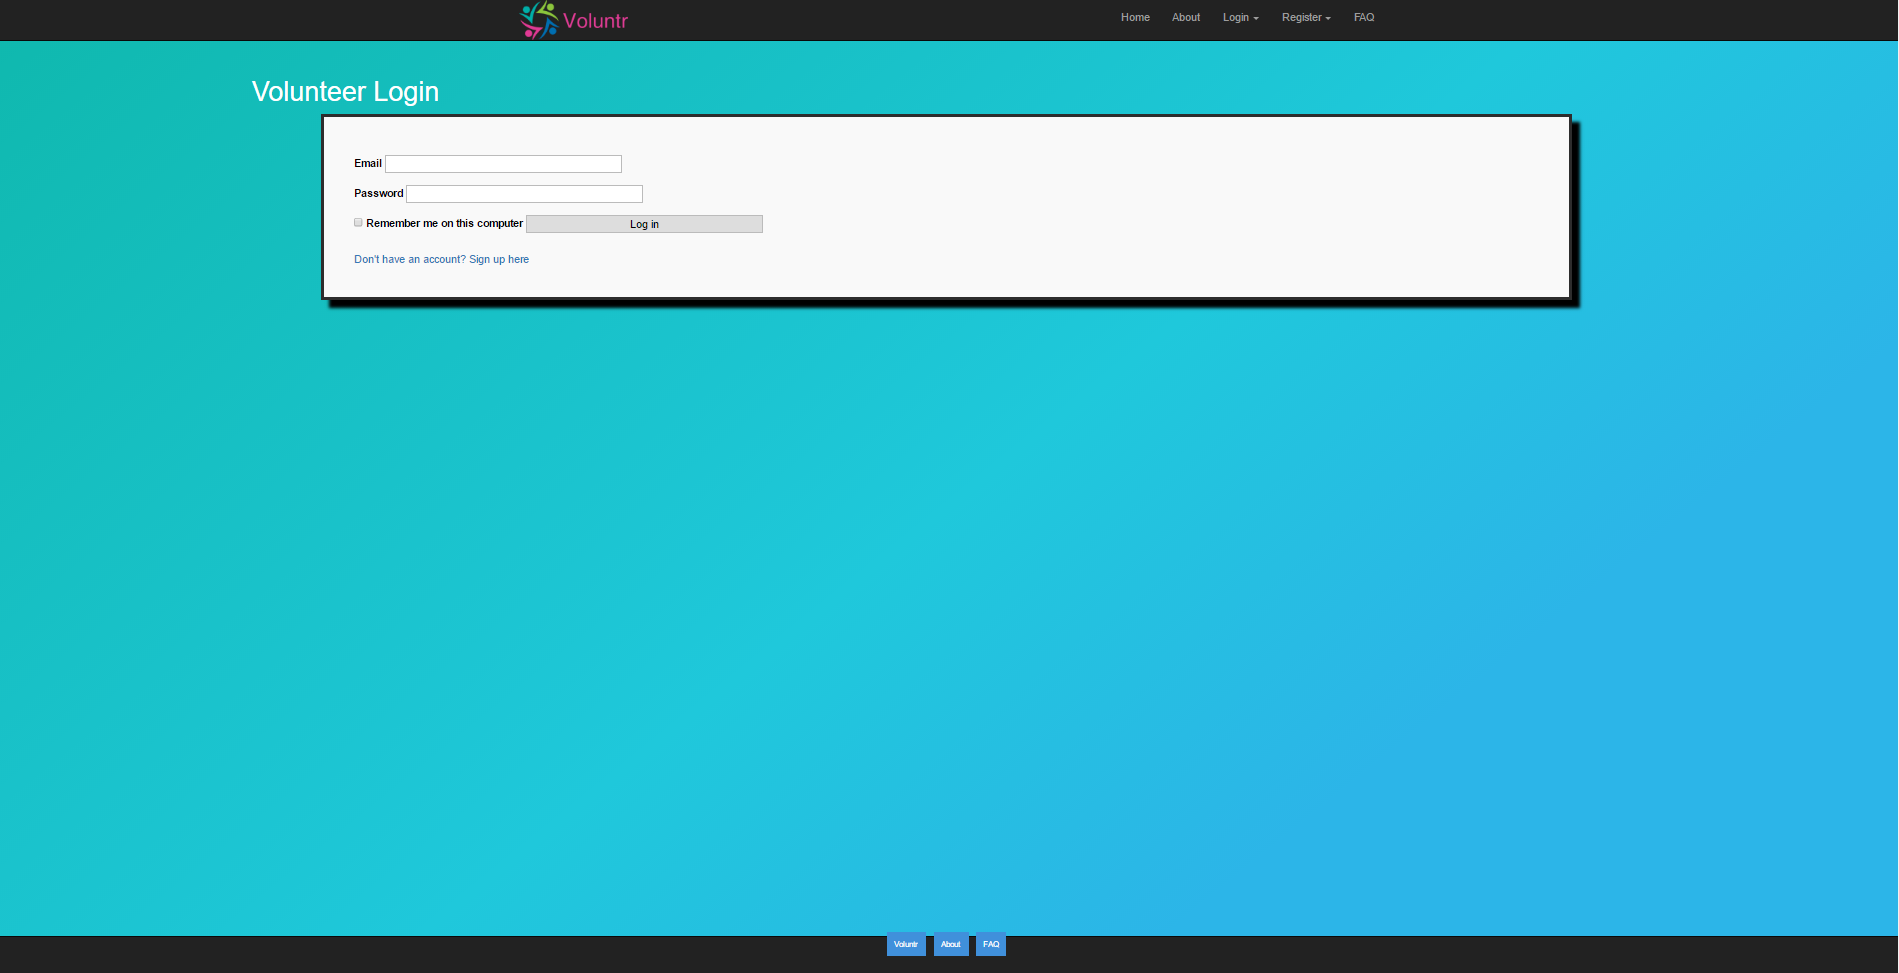 Voluntr
Home About Login Register FAQ
Volunteer Login
Email
Password
Remember me on this computer Log in
Don't have an account? Sign up here
Voluntr About FAQ